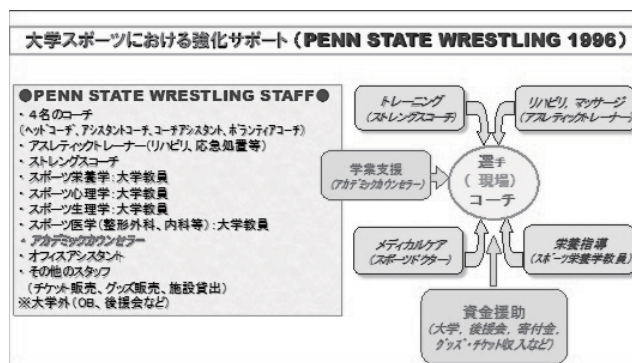 大学スポーツにおける強化サポート（PENN STATE WRESTLING 1996）
●PENN STATE WRESTLING STAFF●
・４名のコーチ
(ヘッドコーチ、アシスタントコーチ、コーチアシスタント、ボランティアコーチ)
・アスレティックトレーナー(リハビリ、応急処置等)
・ストレングスコーチ
・スポーツ栄養学：大学教員
・スポーツ心理学：大学教員
・スポーツ生理学：大学教員
・スポーツ医学（整形外科、内科等）：大学教員
・アカデミックカウンセラー
・オフィスアシスタント
・その他のスタッフ
（チケット販売、グッズ販売、施設貸出）
※大学外（OB、後援会など）
トレーニング
(ストレングスコーチ)
リハビリ、マッサージ
(アスレティックトレーナー)
学業支援
(アカデミックカウンセラー)
選手
（現場）
コーチ
メディカルケア
(スポーツドクター)
栄養指導
(スポーツ栄養学教員)
資金援助
(大学，後援会，寄付金，
グッズ・チケット収入など)